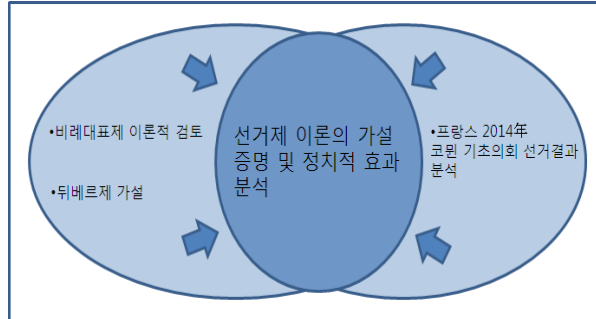 •비례대표제 이론적 검토
•뒤베르제 가설
선거제 이론의 가설
증명 및 정치적 효과
분석
•프랑스 2014年
코뮌 기초의회 선거결과
분석